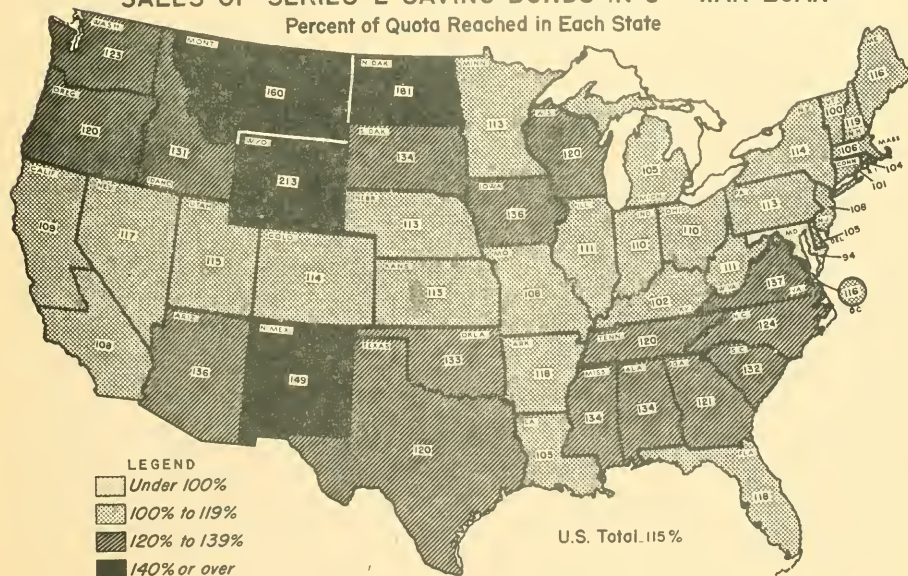 SALES OF SERIES E SAVING BONDS IN WAR LOAN
Percent of Quota Reached in Each State
WASH.
123
MONT.
160
N. DAK.
181
MINN
113
ME.
116
OREG.
120
131
IDAHO
WYO.
213
S. DAK.
134
WIS.
120
105
114
100
119
N.H.
106
MASS
CONN
104
101
CALIF.
109
NEV.
117
UTAH
115
COLO.
114
NEBR.
113
IOWA
136
ILL.
111
IND.
110
OHIO
110
PA.
113
108
105
DEL
MD
94
108
KANS.
113
MO.
102
111
W.VA.
137
VA.
116
DC
ARIZ.
136
N. MEX.
149
TEXAS
120
OKLA.
133
ARK.
118
TENN.
120
N.C.
124
S.C.
132
MISS.
134
ALA.
134
GA.
121
LA.
105
FLA.
118
LEGEND
Under 100%
100% to 119%
120% to 139%
140% or over
U.S. Total 115%